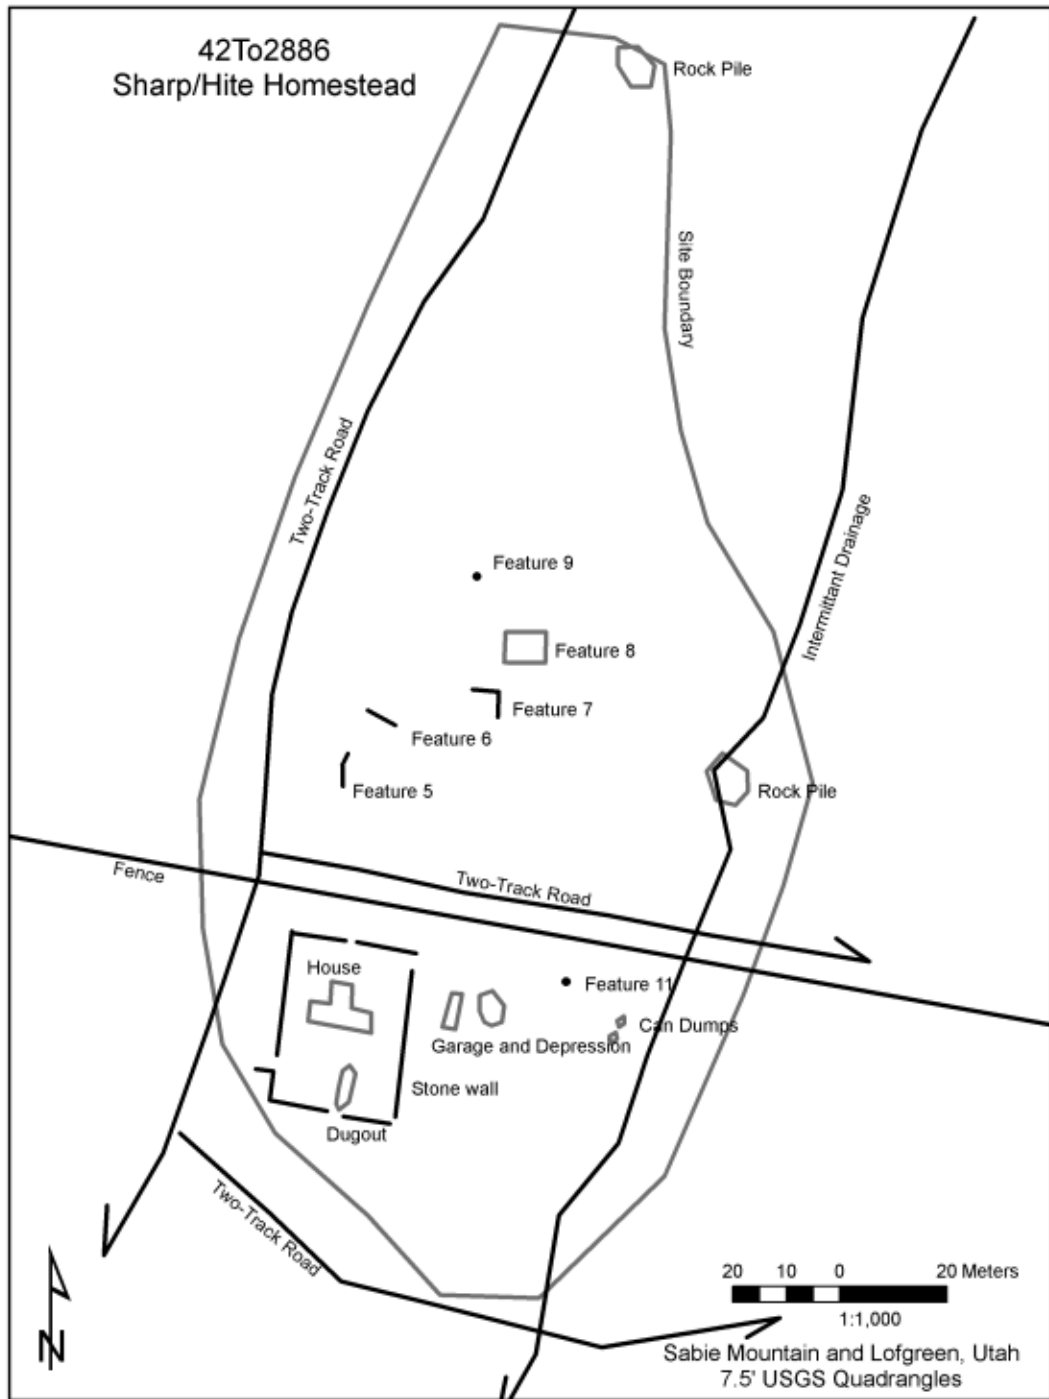 42To2886
Sharp/Hite Homestead
Rock Pile
Site Boundary
Two-Track Road
Intermittant Drainage
Feature 9
Feature 8
Feature 7
Feature 6
Feature 5
Rock Pile
Fence
Two-Track Road
House
Feature 11
Can Dumps
Garage and Depression
Stone wall
Dugout
Two-Track Road
N
20 10 0 20 Meters
1:1,000
Sabie Mountain and Lofgreen, Utah
7.5' USGS Quadrangles